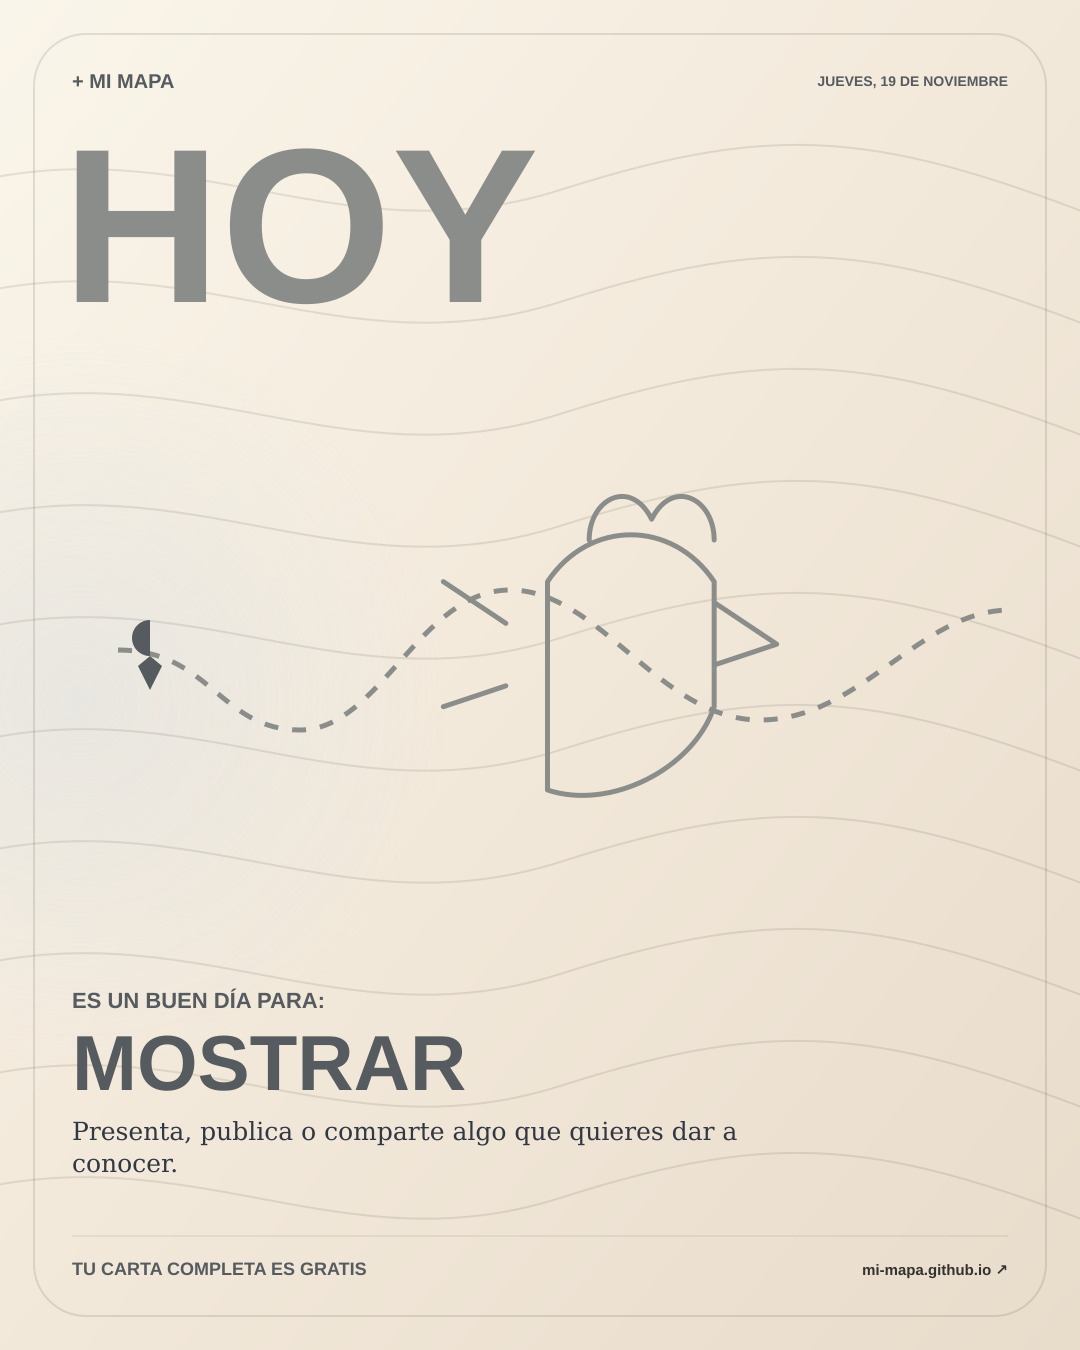 + MI MAPA
JUEVES, 19 DE NOVIEMBRE
HOY
ES UN BUEN DÍA PARA:
MOSTRAR
Presenta, publica o comparte algo que quieres dar a
conocer.
TU CARTA COMPLETA ES GRATIS
mi-mapa.github.io ↗